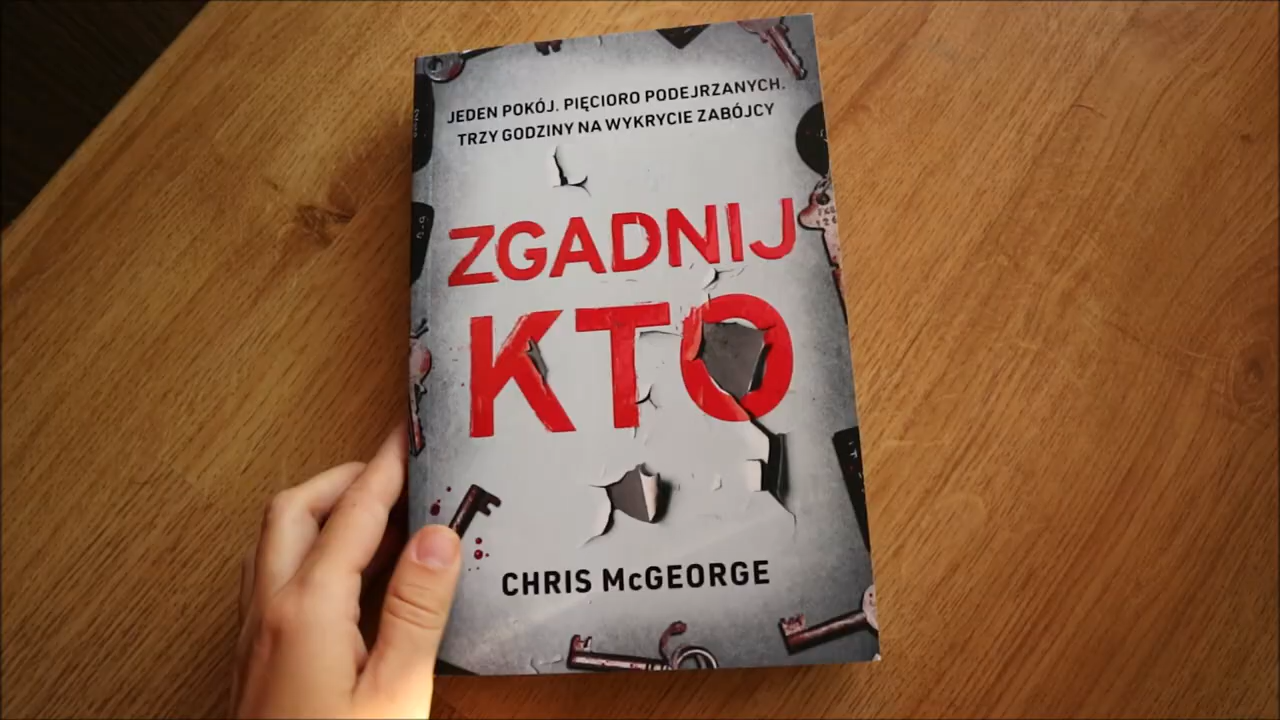 JEDEN POKÓJ. PIĘCIORO PODEJRZANYCH.
TRZY GODZINY NA WYKRYCIE ZABÓJCY
ZGADNIJ
KTO
CHRIS McGEORGE